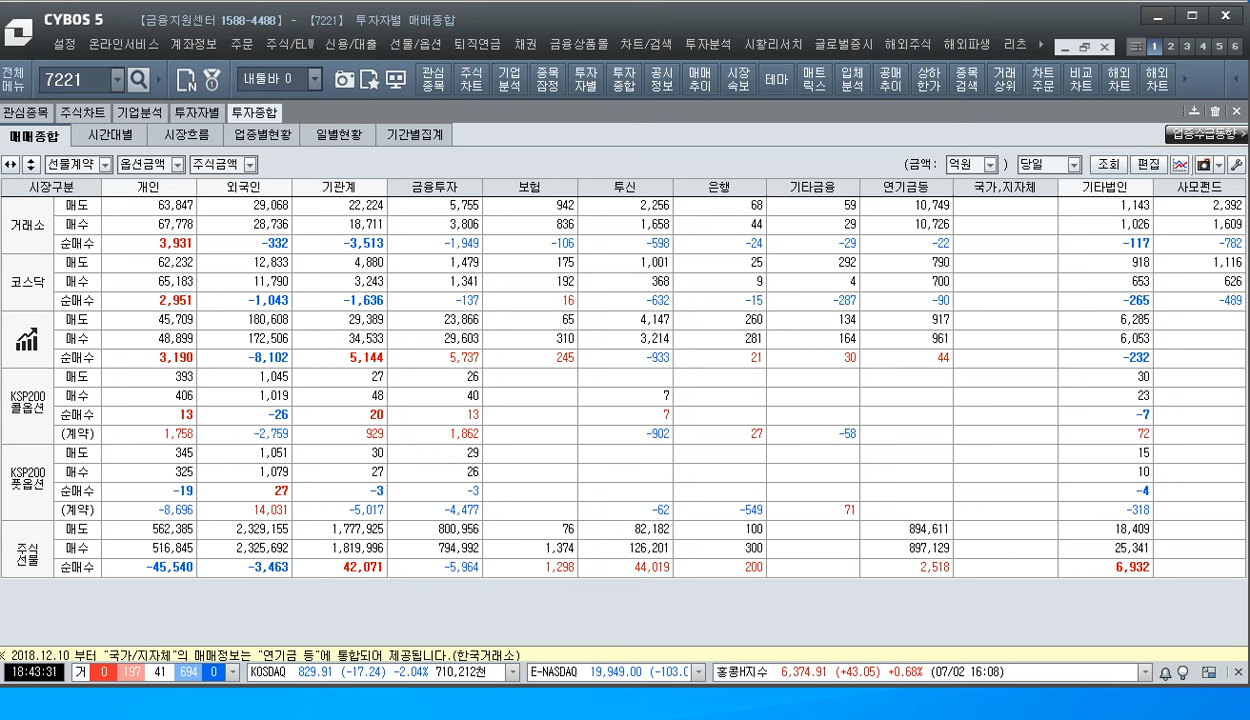 CYBOS 5 【금융지원센터 1588-4488】 - 【7221】 투자자별 매매종합
설정 온라인서비스 계좌정보 주문 주식/ELW 신용/대출 선물/옵션 퇴직연금 채권 금융상품몰 차트/검색 투자분석 시황리서치 글로벌증시 해외주식 해외파생 리츠 1 2 3 4 5 6
전체메뉴 7221 내툴바 0 관심종목 주식차트 기업분석 종목잠정 투자자별 투자종합 공시정보 매매추이 시장속보 테마 매트릭스 입체분석 공매추이 상하한가 종목검색 거래상위 차트주문 비교차트 해외차트 해외차트
관심종목 주식차트 기업분석 투자자별 투자종합
매매종합 시간대별 시장흐름 업종별현황 일별현황 기간별집계 업종수급동향
선물계약 옵션금액 주식금액 (금액: 억원 ) 당일 조회 편집
시장구분 개인 외국인 기관계 금융투자 보험 투신 은행 기타금융 연기금등 국가,지자체 기타법인 사모펀드
거래소 매도 63,847 29,068 22,224 5,755 942 2,256 68 59 10,749 1,143 2,392
매수 67,778 28,736 18,711 3,806 836 1,658 44 29 10,726 1,026 1,609
순매수 3,931 -332 -3,513 -1,949 -106 -598 -24 -29 -22 -117 -782
코스닥 매도 62,232 12,833 4,880 1,479 175 1,001 25 292 790 918 1,116
매수 65,183 11,790 3,243 1,341 192 368 9 4 700 653 626
순매수 2,951 -1,043 -1,636 -137 16 -632 -15 -287 -90 -265 -489
매도 45,709 180,608 29,389 23,866 65 4,147 260 134 917 6,285
매수 48,899 172,506 34,533 29,603 310 3,214 281 164 961 6,053
순매수 3,190 -8,102 5,144 5,737 245 -933 21 30 44 -232
KSP200 콜옵션 매도 393 1,045 27 26 30
매수 406 1,019 48 40 7 23
순매수 13 -26 20 13 7 -7
(계약) 1,758 -2,759 929 1,862 -902 27 -58 72
KSP200 풋옵션 매도 345 1,051 30 29 15
매수 325 1,079 27 26 10
순매수 -19 27 -3 -3 -4
(계약) -8,696 14,031 -5,017 -4,477 -62 -549 71 -318
주식 선물 매도 562,385 2,329,155 1,777,925 800,956 76 82,182 100 894,611 18,409
매수 516,845 2,325,692 1,819,996 794,992 1,374 126,201 300 897,129 25,341
순매수 -45,540 -3,463 42,071 -5,964 1,298 44,019 200 2,518 6,932
※ 2018.12.10 부터 "국가/지자체"의 매매정보는 "연기금 등"에 통합되어 제공됩니다.(한국거래소)
18:43:31 거 0 197 41 694 0 KOSDAQ 829.91 (-17.24) -2.04% 710,212천 E-NASDAQ 19,949.00 (-103.0 홍콩H지수 6,374.91 (+43.05) +0.68% (07/02 16:08)